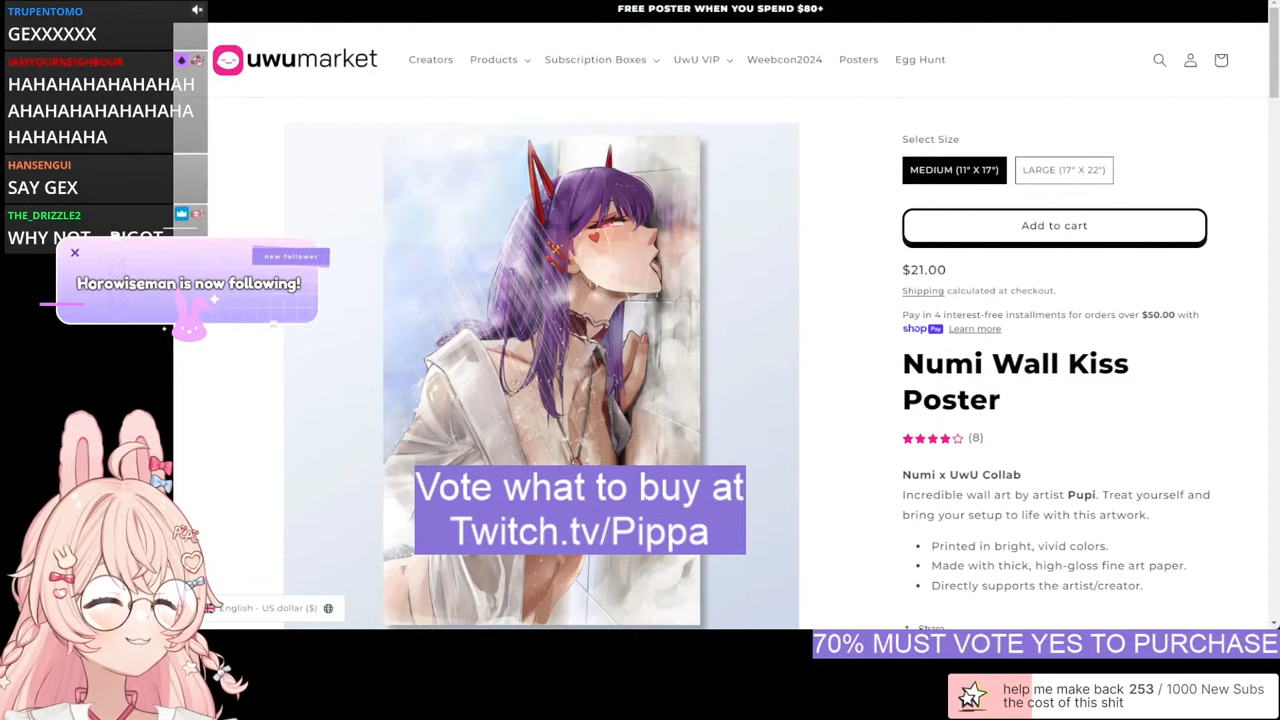 TRUPENTOMO
GEXXXXXX
IAMYOURNEIGHBOUR
HAHAHAHAHAHAHAH
AHAHAHAHAHAHAHA
HAHAHAHA
HANSENGUI
SAY GEX
THE_DRIZZLE2
WHY NOT
BIGOT
new follower
Horowiseman is now following!
FREE POSTER WHEN YOU SPEND $80+
uwumarket
Creators Products Subscription Boxes UwU VIP Weebcon2024 Posters Egg Hunt
Vote what to buy at
Twitch.tv/Pippa
Select Size
MEDIUM (11" X 17") LARGE (17" X 22")
Add to cart
$21.00
Shipping calculated at checkout.
Pay in 4 interest-free installments for orders over $50.00 with
shop Pay Learn more
Numi Wall Kiss
Poster
(8)
Numi x UwU Collab
Incredible wall art by artist Pupi. Treat yourself and
bring your setup to life with this artwork.
• Printed in bright, vivid colors.
• Made with thick, high-gloss fine art paper.
• Directly supports the artist/creator.
Share
Pippa
English - US dollar ($)
70% MUST VOTE YES TO PURCHASE
help me make back 253 / 1000 New Subs
the cost of this shit